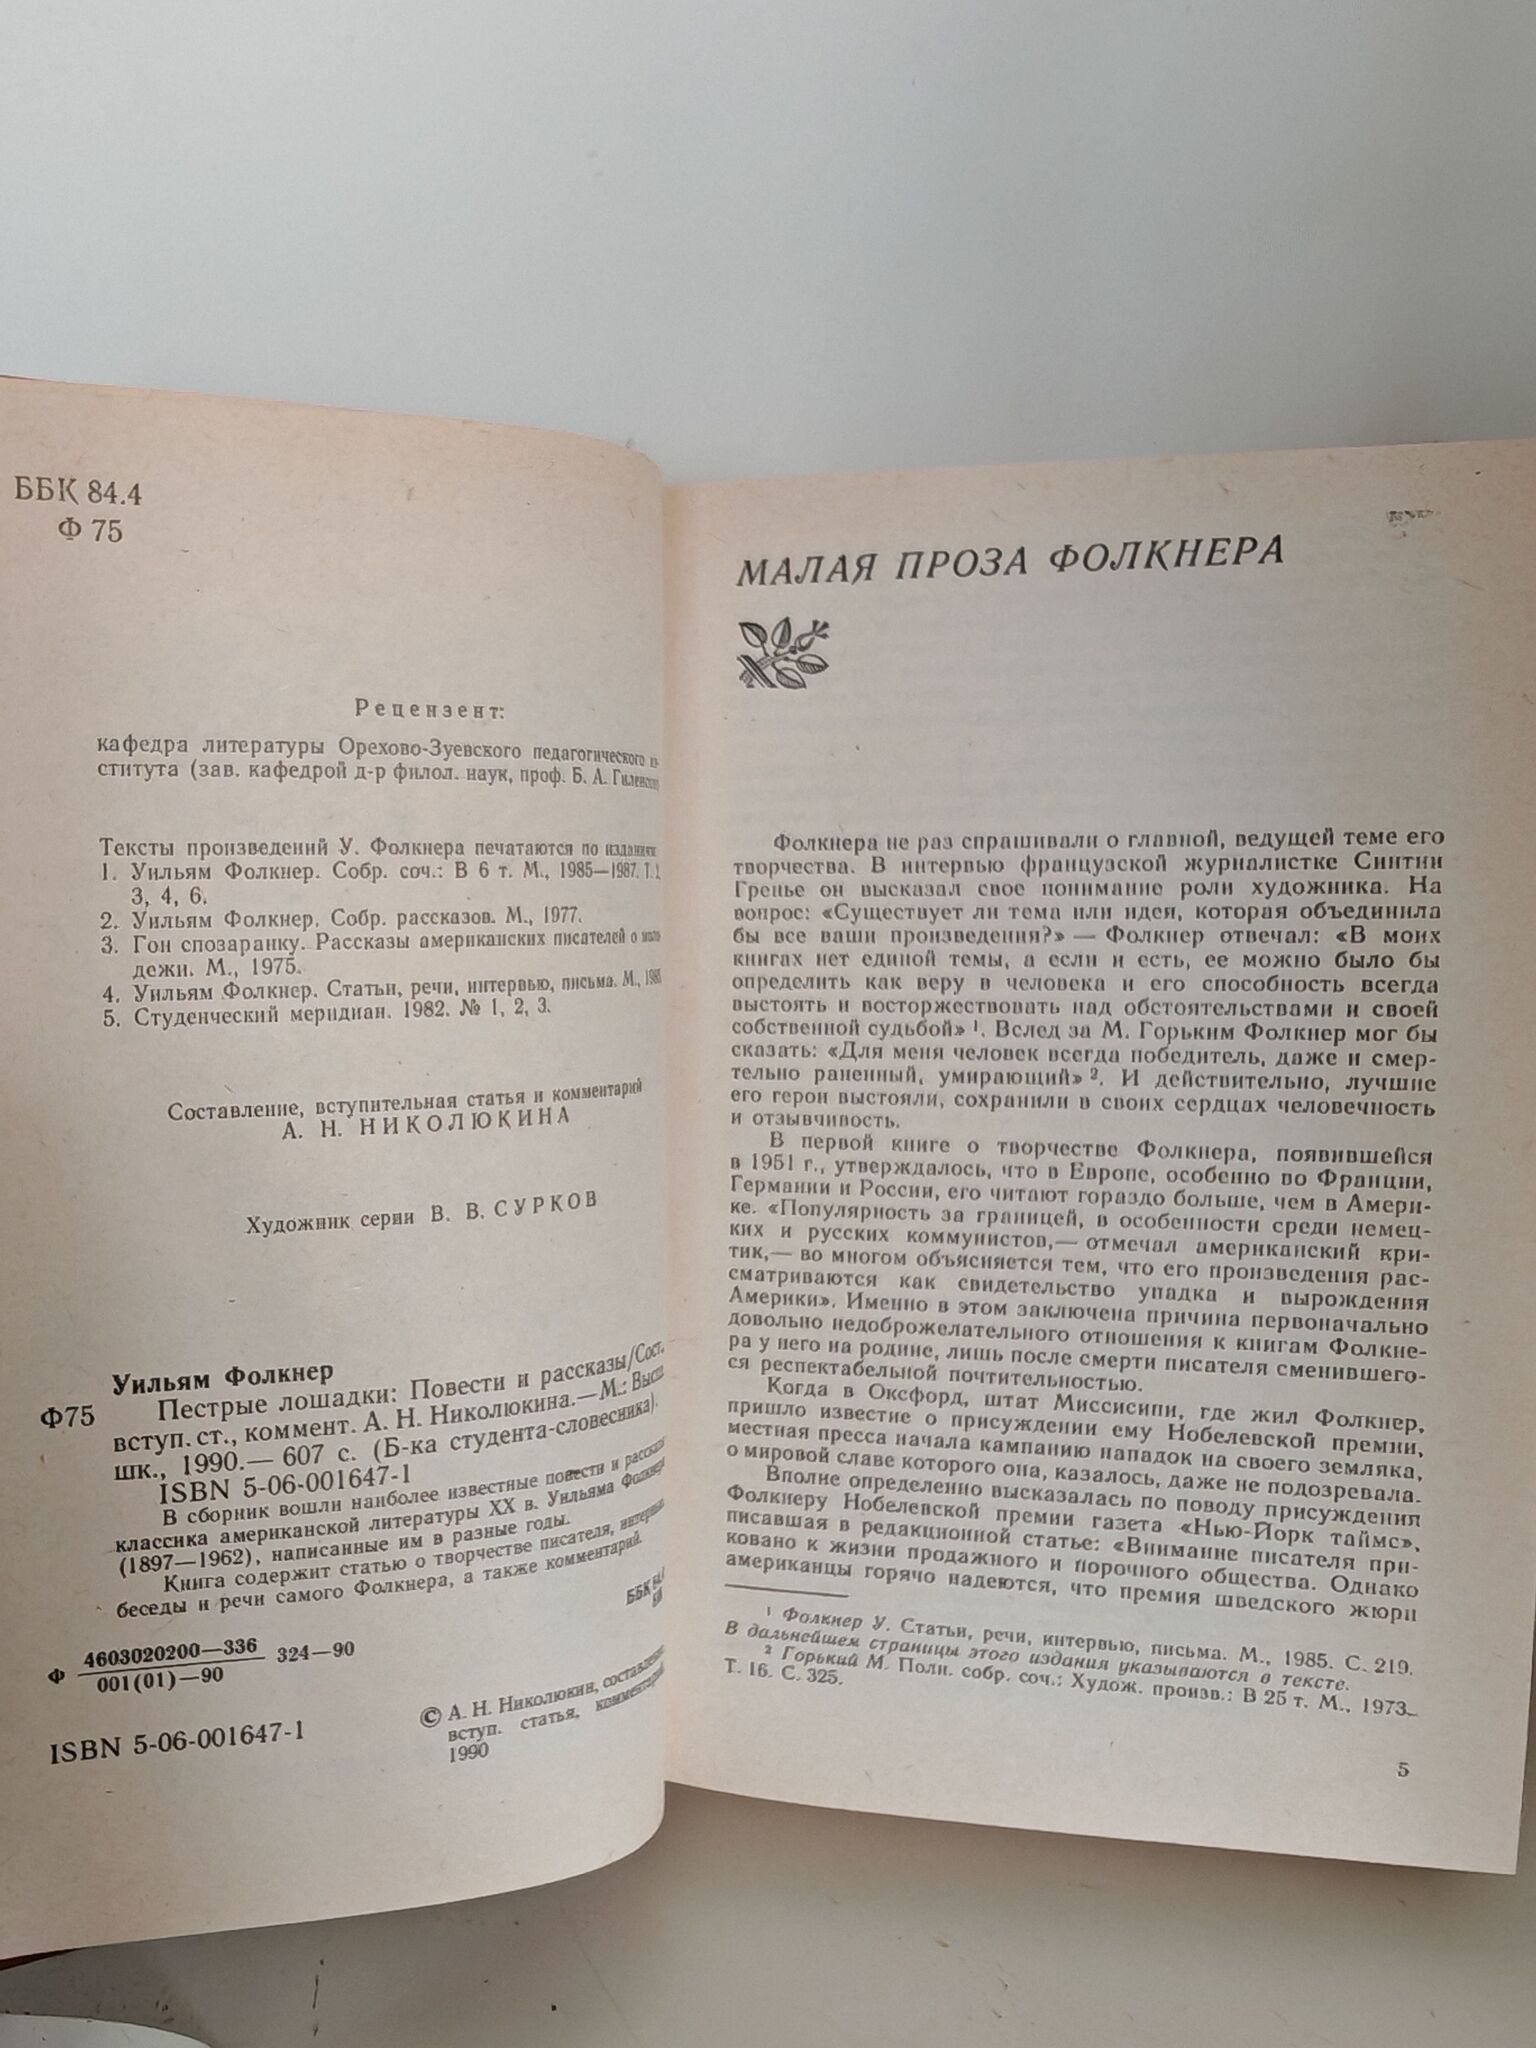 ББК 84.4
Ф 75
Рецензент:
кафедра литературы Орехово-Зуевского педагогического ин-
ститута (зав. кафедрой д-р филол. наук, проф. Б. А.
Тексты произведений У. Фолкнера печатаются по изданиям:
1. Уильям Фолкнер. Собр. соч.: В 6 т. М., 1985—1987. Т.
3, 4, 6.
2. Уильям Фолкнер. Собр. рассказов. М., 1977.
3. Гон спозаранку. Рассказы американских писателей о моло-
дежи. М., 1975.
4. Уильям Фолкнер. Статьи, речи, интервью, письма. М.,
5. Студенческий меридиан. 1982. № 1, 2, 3.
Составление, вступительная статья и комментарий
А. Н. НИКОЛЮКИНА
Художник серии В. В. СУРКОВ
Уильям Фолкнер
Ф75 Пестрые лошадки: Повести и рассказы/Сост.,
вступ. ст., коммент. А. Н. Николюкина.— М.: Высш.
шк., 1990.— 607 с. (Б-ка студента-словесника).
ISBN 5-06-001647-1
В сборник вошли наиболее известные повести и рассказы
классика американской литературы XX в. Уильяма Фолкнера
(1897—1962), написанные им в разные годы.
Книга содержит статью о творчестве писателя, интервью,
беседы и речи самого Фолкнера, а также комментарий.
ББК 84.
Ф 4603020200—336
001(01)—90
324—90
ISBN 5-06-001647-1
© А. Н. Николюкин, составление,
вступ. статья, комментарий,
1990
МАЛАЯ ПРОЗА ФОЛКНЕРА
Фолкнера не раз спрашивали о главной, ведущей теме его
творчества. В интервью французской журналистке Синтии
Гренье он высказал свое понимание роли художника. На
вопрос: «Существует ли тема или идея, которая объединила
бы все ваши произведения?» — Фолкнер отвечал: «В моих
книгах нет единой темы, а если и есть, ее можно было бы
определить как веру в человека и его способность всегда
выстоять и восторжествовать над обстоятельствами и своей
собственной судьбой» ¹. Вслед за М. Горьким Фолкнер мог бы
сказать: «Для меня человек всегда победитель, даже и смер-
тельно раненный, умирающий» ². И действительно, лучшие
его герои выстояли, сохранили в своих сердцах человечность
и отзывчивость.
В первой книге о творчестве Фолкнера, появившейся
в 1951 г., утверждалось, что в Европе, особенно во Франции,
Германии и России, его читают гораздо больше, чем в Амери-
ке. «Популярность за границей, в особенности среди немец-
ких и русских коммунистов,— отмечал американский кри-
тик,— во многом объясняется тем, что его произведения рас-
сматриваются как свидетельство упадка и вырождения
Америки». Именно в этом заключена причина первоначально
довольно недоброжелательного отношения к книгам Фолкне-
ра у него на родине, лишь после смерти писателя сменившего-
ся респектабельной почтительностью.
Когда в Оксфорд, штат Миссисипи, где жил Фолкнер,
пришло известие о присуждении ему Нобелевской премии,
местная пресса начала кампанию нападок на своего земляка,
о мировой славе которого она, казалось, даже не подозревала.
Вполне определенно высказалась по поводу присуждения
Фолкнеру Нобелевской премии газета «Нью-Йорк таймс»,
писавшая в редакционной статье: «Внимание писателя при-
ковано к жизни продажного и порочного общества. Однако
американцы горячо надеются, что премия шведского жюри
¹ Фолкнер У. Статьи, речи, интервью, письма. М., 1985. С. 219.
В дальнейшем страницы этого издания указываются в тексте.
² Горький М. Полн. собр. соч.: Худож. произв.: В 25 т. М., 1973.
Т. 16. С. 325.
5